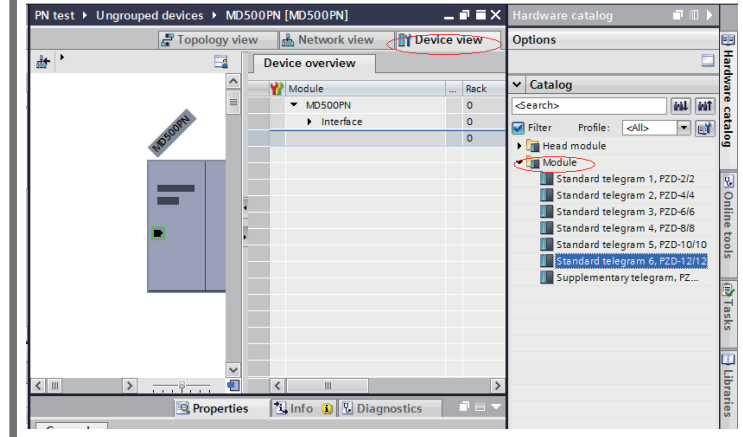 PN test ▸ Ungrouped devices ▸ MD500PN [MD500PN]
Hardware catalog
Topology view
Network view
Device view
Options
Device overview
Module
...
Rack
MD500PN
0
Interface
0
0
MD500PN
Catalog
<Search>
Filter
Profile:
<All>
Head module
Module
Standard telegram 1, PZD-2/2
Standard telegram 2, PZD-4/4
Standard telegram 3, PZD-6/6
Standard telegram 4, PZD-8/8
Standard telegram 5, PZD-10/10
Standard telegram 6, PZD-12/12
Supplementary telegram, PZ...
Hardware catalog
Online tools
Tasks
Libraries
Properties
Info
Diagnostics